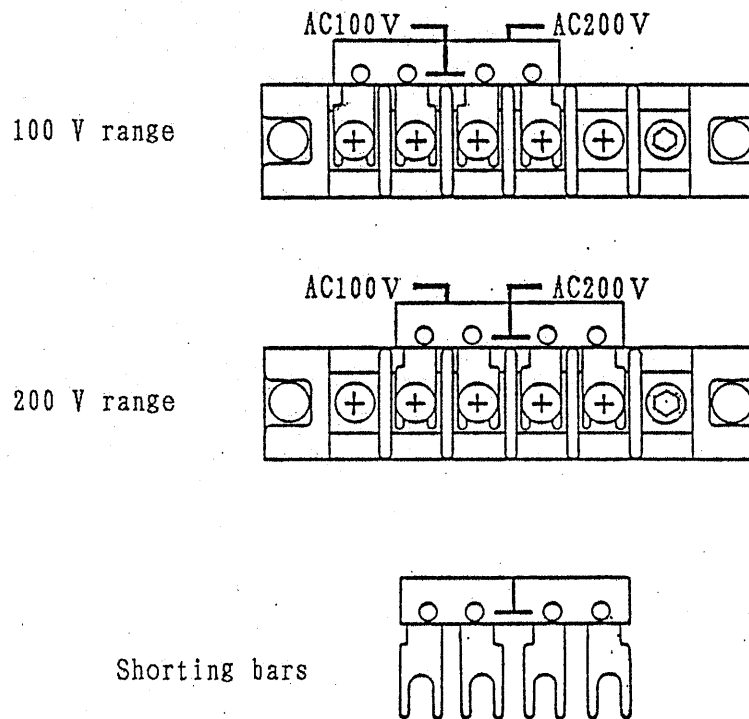 AC100V AC200V
100 V range
AC100V AC200V
200 V range
Shorting bars